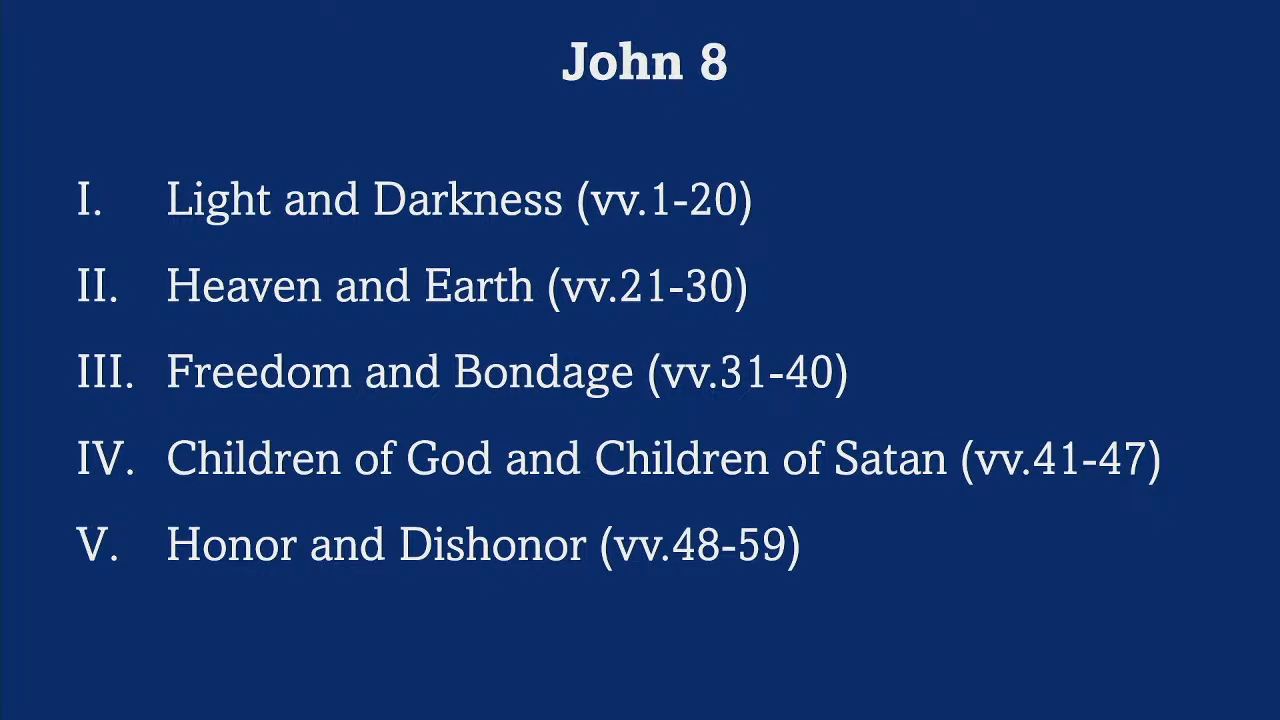 John 8
I. Light and Darkness (vv.1-20)
II. Heaven and Earth (vv.21-30)
III. Freedom and Bondage (vv.31-40)
IV. Children of God and Children of Satan (vv.41-47)
V. Honor and Dishonor (vv.48-59)